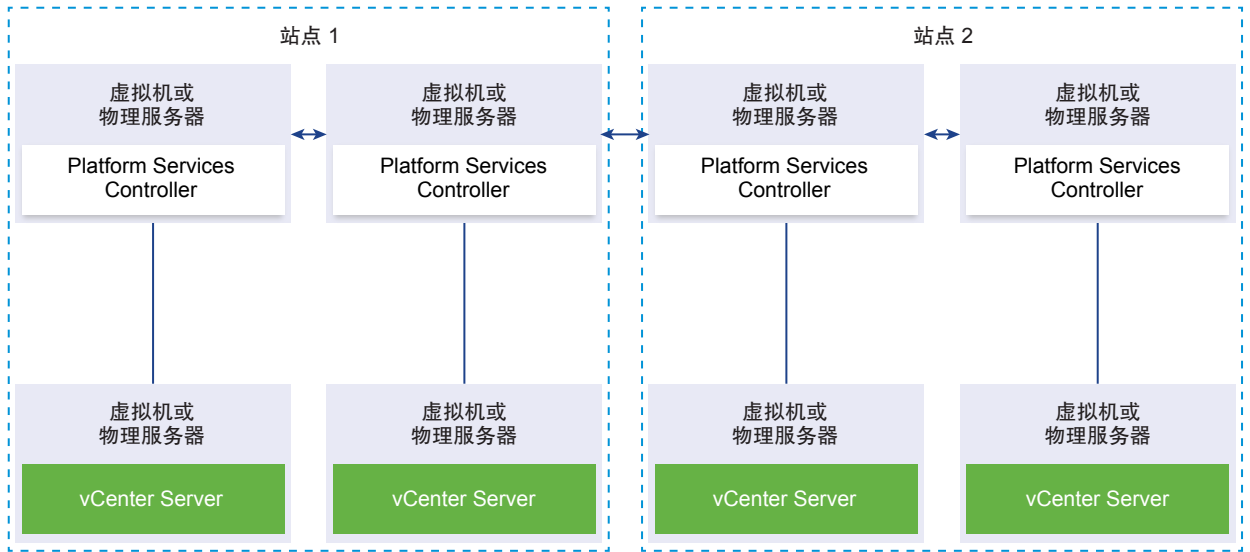 站点 1
站点 2
虚拟机或
物理服务器
Platform Services
Controller
虚拟机或
物理服务器
Platform Services
Controller
虚拟机或
物理服务器
Platform Services
Controller
虚拟机或
物理服务器
Platform Services
Controller
虚拟机或
物理服务器
vCenter Server
虚拟机或
物理服务器
vCenter Server
虚拟机或
物理服务器
vCenter Server
虚拟机或
物理服务器
vCenter Server